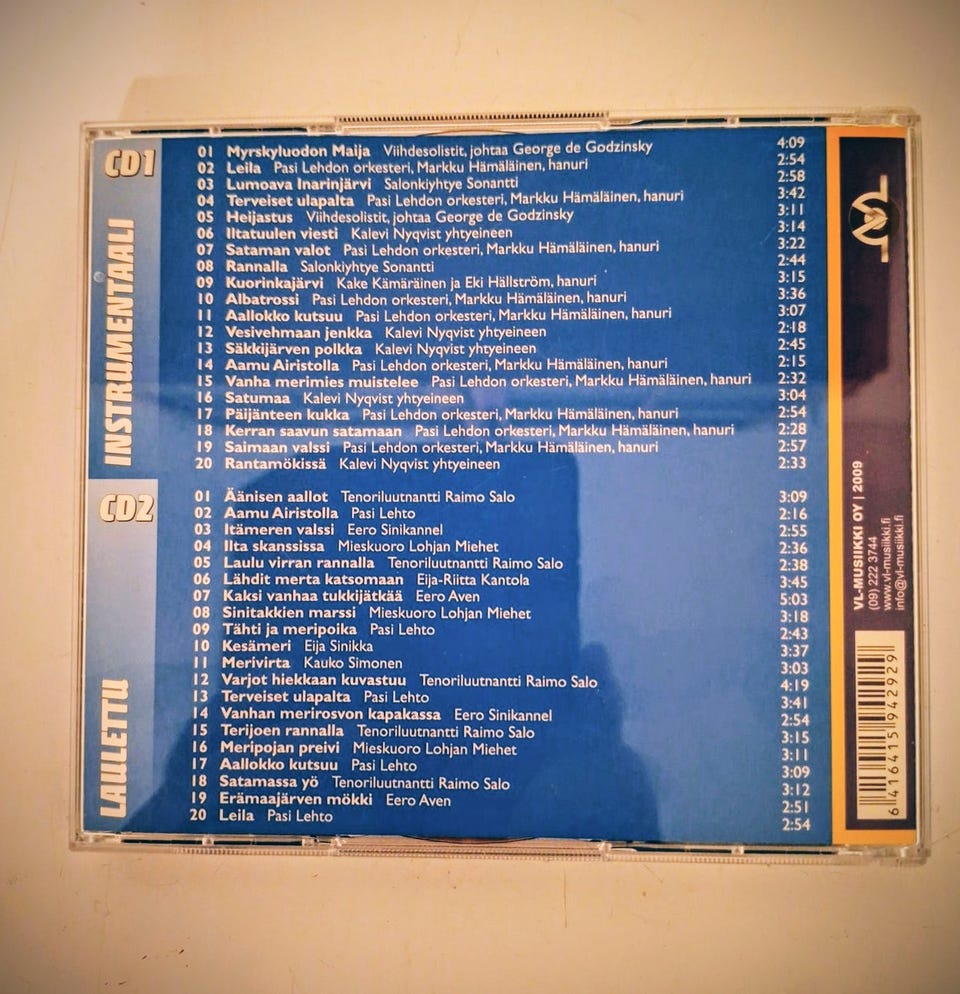 CD1
INSTRUMENTAALI
01 Myrskyluodon Maija Viihdesolistit, johtaa George de Godzinsky 4:09
02 Leila Pasi Lehdon orkesteri, Markku Hämäläinen, hanuri 2:54
03 Lumoava Inarinjärvi Salonkiyhtye Sonantti 2:58
04 Terveiset ulapalta Pasi Lehdon orkesteri, Markku Hämäläinen, hanuri 3:42
05 Heijastus Viihdesolistit, johtaa George de Godzinsky 3:11
06 Iltatuulen viesti Kalevi Nyqvist yhtyeineen 3:14
07 Sataman valot Pasi Lehdon orkesteri, Markku Hämäläinen, hanuri 3:22
08 Rannalla Salonkiyhtye Sonantti 2:44
09 Kuorinkajärvi Kake Kämäräinen ja Eki Hällström, hanuri 3:15
10 Albatrossi Pasi Lehdon orkesteri, Markku Hämäläinen, hanuri 3:36
11 Aallokko kutsuu Pasi Lehdon orkesteri, Markku Hämäläinen, hanuri 3:07
12 Vesivehmaan jenkka Kalevi Nyqvist yhtyeineen 2:18
13 Säkkijärven polkka Kalevi Nyqvist yhtyeineen 2:45
14 Aamu Airistolla Pasi Lehdon orkesteri, Markku Hämäläinen, hanuri 2:15
15 Vanha merimies muistelee Pasi Lehdon orkesteri, Markku Hämäläinen, hanuri 2:32
16 Satumaa Kalevi Nyqvist yhtyeineen 3:04
17 Päijänteen kukka Pasi Lehdon orkesteri, Markku Hämäläinen, hanuri 2:54
18 Kerran saavun satamaan Pasi Lehdon orkesteri, Markku Hämäläinen, hanuri 2:28
19 Saimaan valssi Pasi Lehdon orkesteri, Markku Hämäläinen, hanuri 2:57
20 Rantamökissä Kalevi Nyqvist yhtyeineen 2:33
CD2
LAULETTU
01 Äänisen aallot Tenoriluutnantti Raimo Salo 3:09
02 Aamu Airistolla Pasi Lehto 2:16
03 Itämeren valssi Eero Sinikannel 2:55
04 Ilta skanssissa Mieskuoro Lohjan Miehet 2:36
05 Laulu virran rannalla Tenoriluutnantti Raimo Salo 2:38
06 Lähdit merta katsomaan Eija-Riitta Kantola 3:45
07 Kaksi vanhaa tukkijätkää Eero Aven 5:03
08 Sinitakkien marssi Mieskuoro Lohjan Miehet 3:18
09 Tähti ja meripoika Pasi Lehto 2:43
10 Kesämeri Eija Sinikka 3:37
11 Merivirta Kauko Simonen 3:03
12 Varjot hiekkaan kuvastuu Tenoriluutnantti Raimo Salo 4:19
13 Terveiset ulapalta Pasi Lehto 3:41
14 Vanhan merirosvon kapakassa Eero Sinikannel 2:54
15 Terijoen rannalla Tenoriluutnantti Raimo Salo 3:15
16 Meripojan preivi Mieskuoro Lohjan Miehet 3:11
17 Aallokko kutsuu Pasi Lehto 3:09
18 Satamassa yö Tenoriluutnantti Raimo Salo 3:12
19 Erämaajärven mökki Eero Aven 2:51
20 Leila Pasi Lehto 2:54
VL-MUSIIKKI OY | 2009
(09) 222 3744
www.vl-musiikki.fi
info@vl-musiikki.fi
6 416415 942929